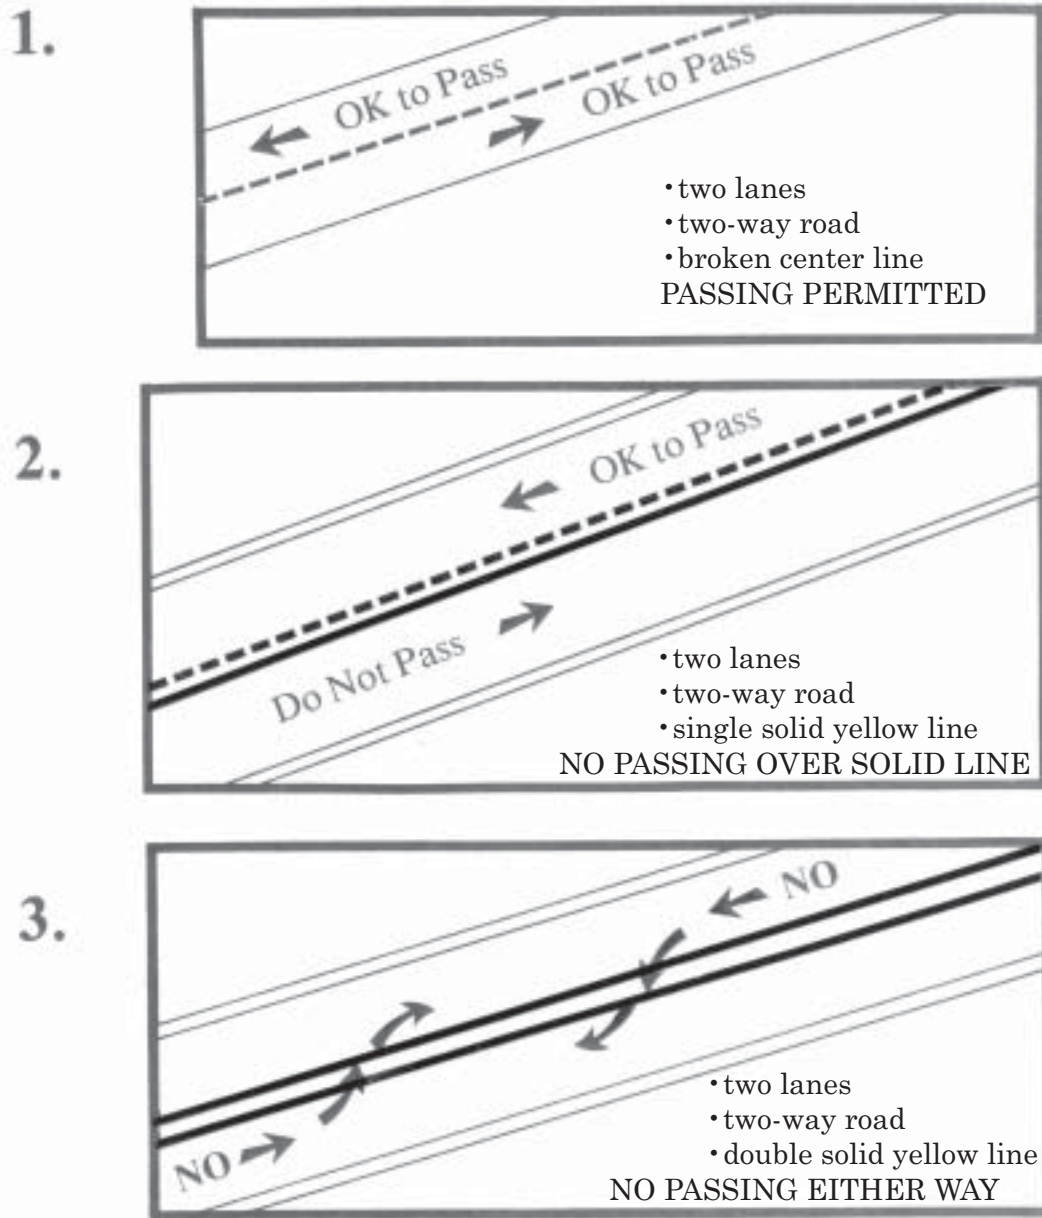 1.
OK to Pass
OK to Pass
•two lanes
•two-way road
•broken center line
PASSING PERMITTED
2.
OK to Pass
Do Not Pass
•two lanes
•two-way road
•single solid yellow line
NO PASSING OVER SOLID LINE
3.
NO
NO
•two lanes
•two-way road
•double solid yellow line
NO PASSING EITHER WAY